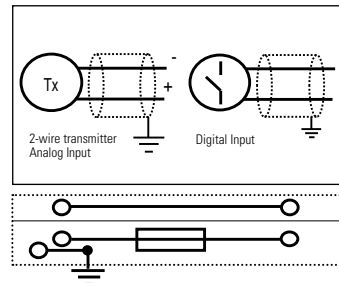 Tx
-
+
2-wire transmitter
Analog Input
Digital Input